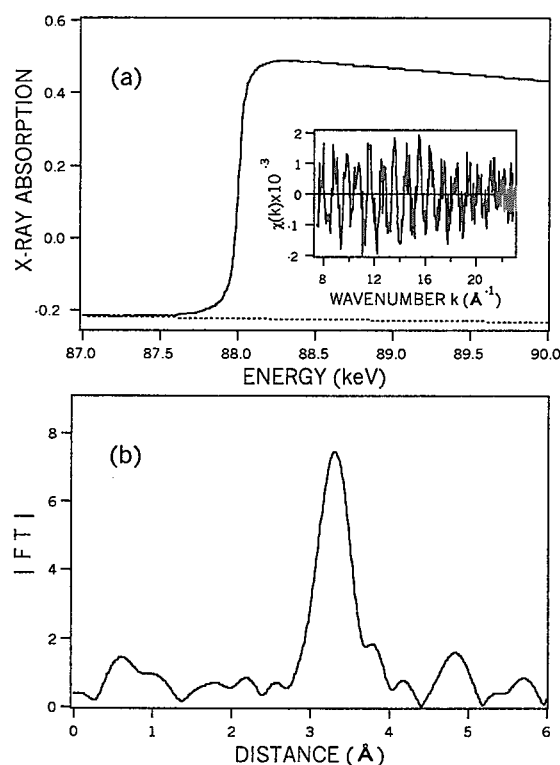 (a)
X-RAY ABSORPTION
0.6
0.4
0.2
0.0
-0.2
87.0 87.5 88.0 88.5 89.0 89.5 90.0
ENERGY (keV)
χ(k)x10⁻³
2
1
0
-1
-2
8 12 16 20
WAVENUMBER k (Å⁻¹)
(b)
| F T |
8
6
4
2
0
0 1 2 3 4 5 6
DISTANCE (Å)